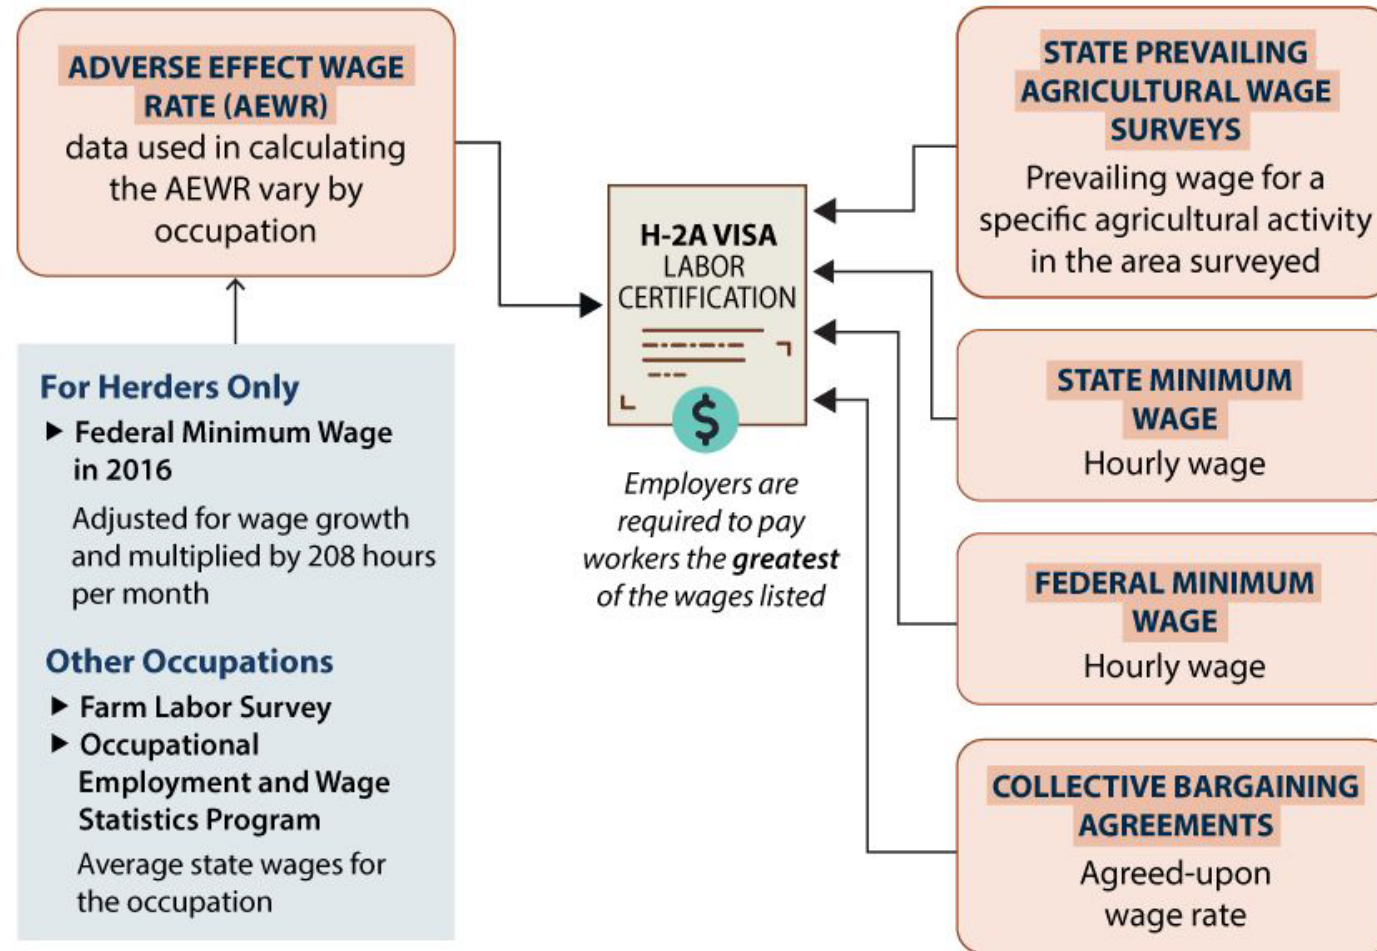 ADVERSE EFFECT WAGE
RATE (AEWR)
data used in calculating
the AEWR vary by
occupation
For Herders Only
▶ Federal Minimum Wage
in 2016
Adjusted for wage growth
and multiplied by 208 hours
per month
Other Occupations
▶ Farm Labor Survey
▶ Occupational
Employment and Wage
Statistics Program
Average state wages for
the occupation
H-2A VISA
LABOR
CERTIFICATION
$
Employers are
required to pay
workers the greatest
of the wages listed
STATE PREVAILING
AGRICULTURAL WAGE
SURVEYS
Prevailing wage for a
specific agricultural activity
in the area surveyed
STATE MINIMUM
WAGE
Hourly wage
FEDERAL MINIMUM
WAGE
Hourly wage
COLLECTIVE BARGAINING
AGREEMENTS
Agreed-upon
wage rate